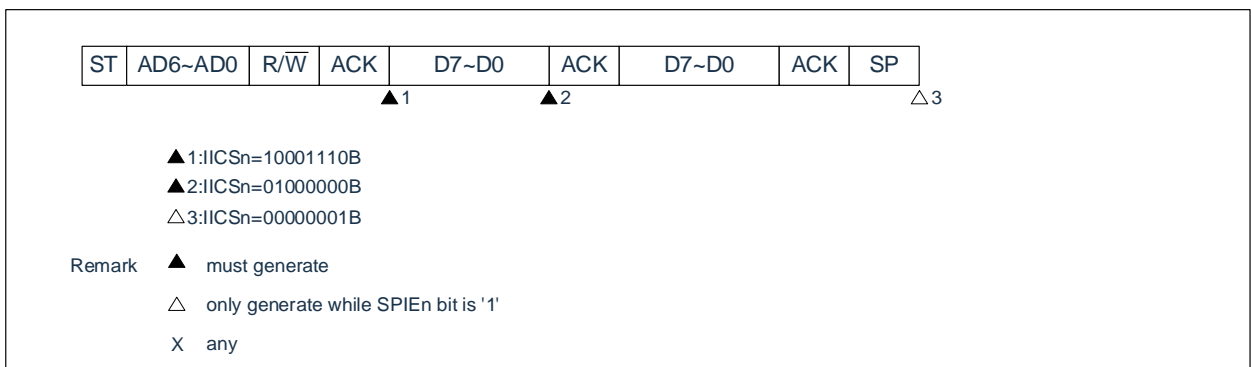 ST AD6~AD0 R/W̅ ACK D7~D0 ACK D7~D0 ACK SP
▲1 ▲2 △3
▲1:IICSn=10001110B
▲2:IICSn=01000000B
△3:IICSn=00000001B
Remark ▲ must generate
△ only generate while SPIEn bit is '1'
X any